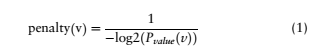 penalty(v) = 1 / −log2(P_value(ν))    (1)